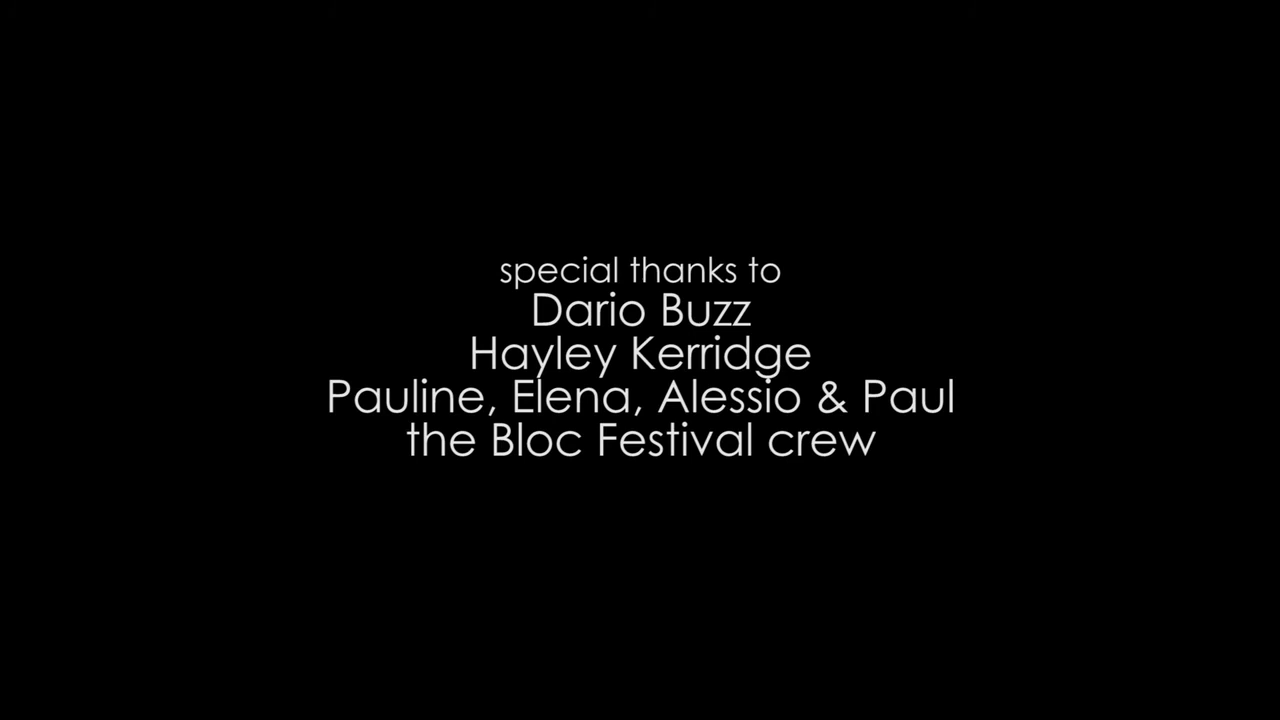 special thanks to
Dario Buzz
Hayley Kerridge
Pauline, Elena, Alessio & Paul
the Bloc Festival crew